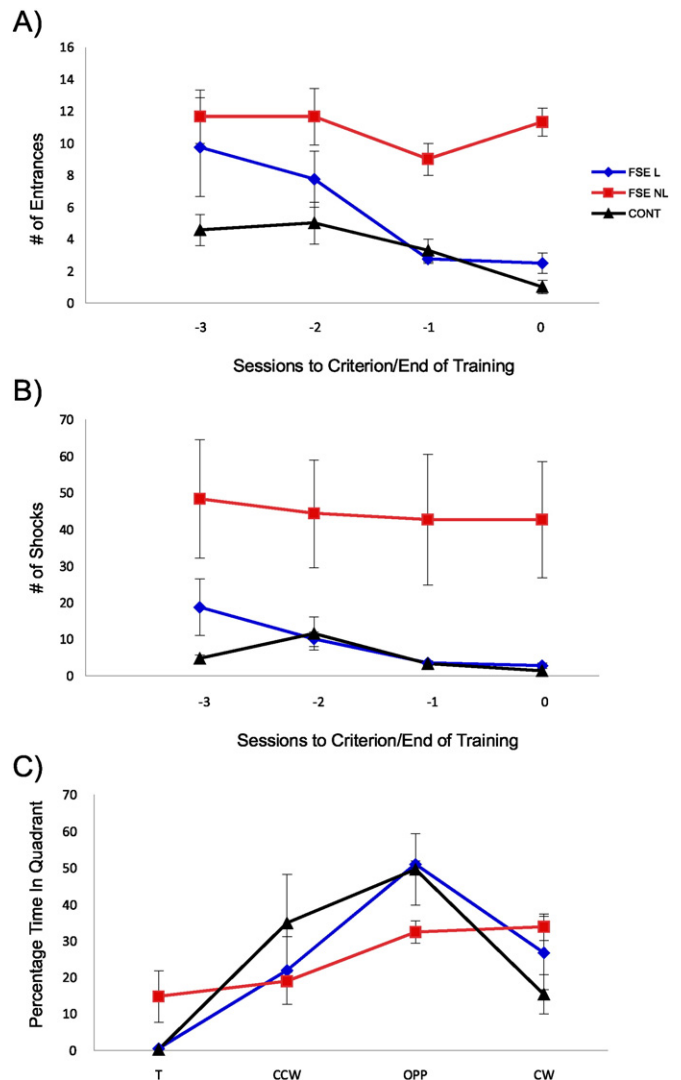 A)
16
14
12
10
8
6
4
2
0
# of Entrances
-3 -2 -1 0
Sessions to Criterion/End of Training
FSE L
FSE NL
CONT
B)
70
60
50
40
30
20
10
0
# of Shocks
-3 -2 -1 0
Sessions to Criterion/End of Training
C)
70
60
50
40
30
20
10
0
Percentage Time In Quadrant
T CCW OPP CW